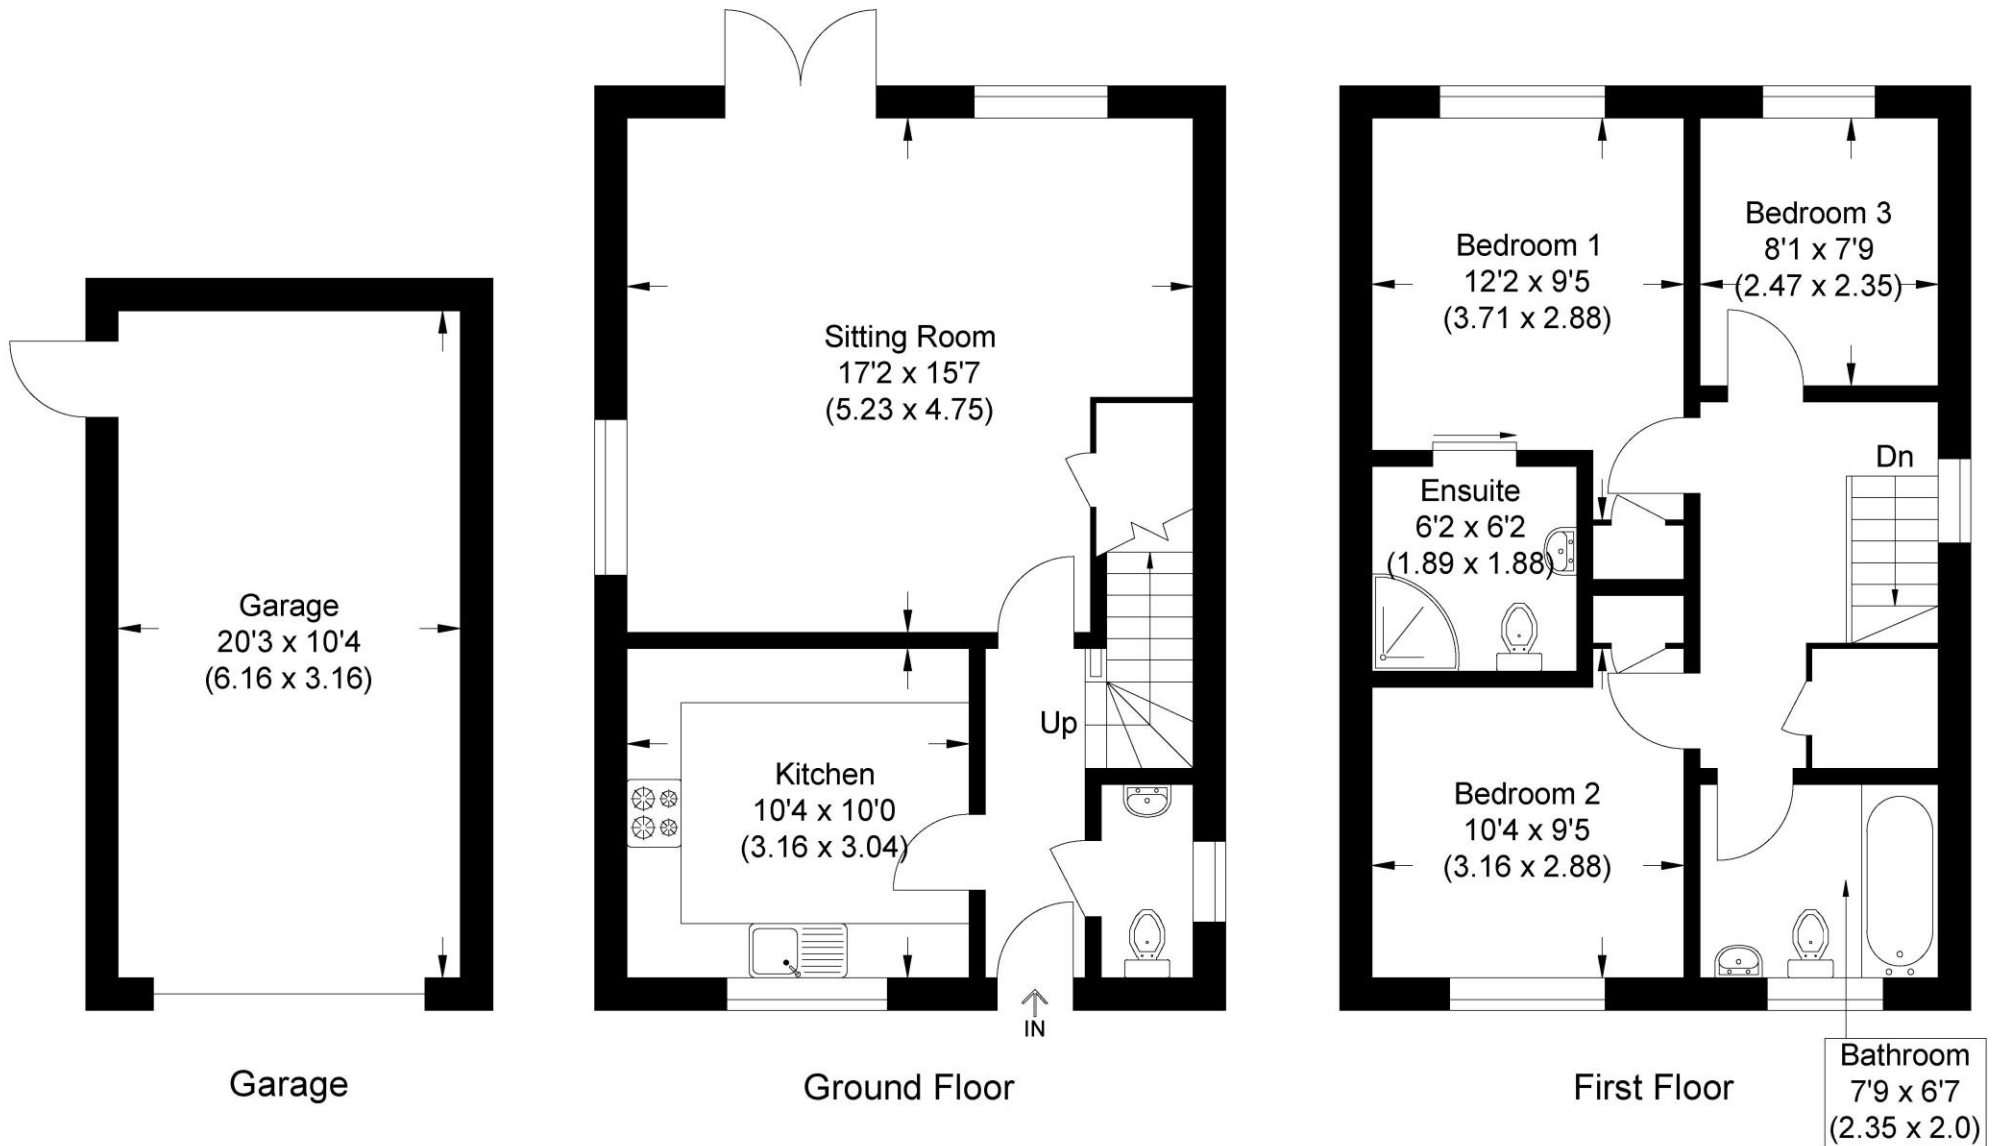 Garage
20'3 x 10'4
(6.16 x 3.16)
Garage
Sitting Room
17'2 x 15'7
(5.23 x 4.75)
Kitchen
10'4 x 10'0
(3.16 x 3.04)
Up
IN
Ground Floor
Bedroom 1
12'2 x 9'5
(3.71 x 2.88)
Bedroom 3
8'1 x 7'9
(2.47 x 2.35)
Ensuite
6'2 x 6'2
(1.89 x 1.88)
Dn
Bedroom 2
10'4 x 9'5
(3.16 x 2.88)
Bathroom
7'9 x 6'7
(2.35 x 2.0)
First Floor